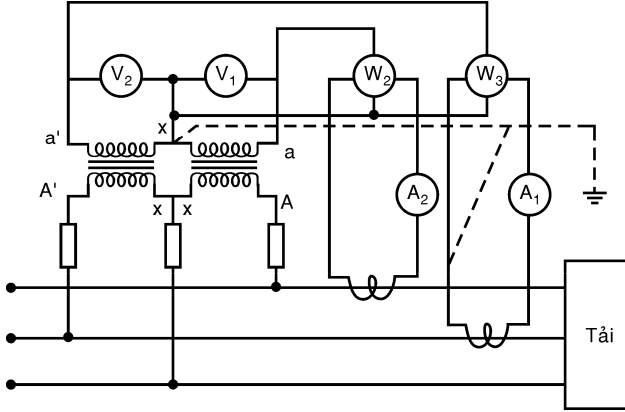 V₂ V₁ W₂ W₃
x
a' a
A' x x A
A₂ A₁
Tải